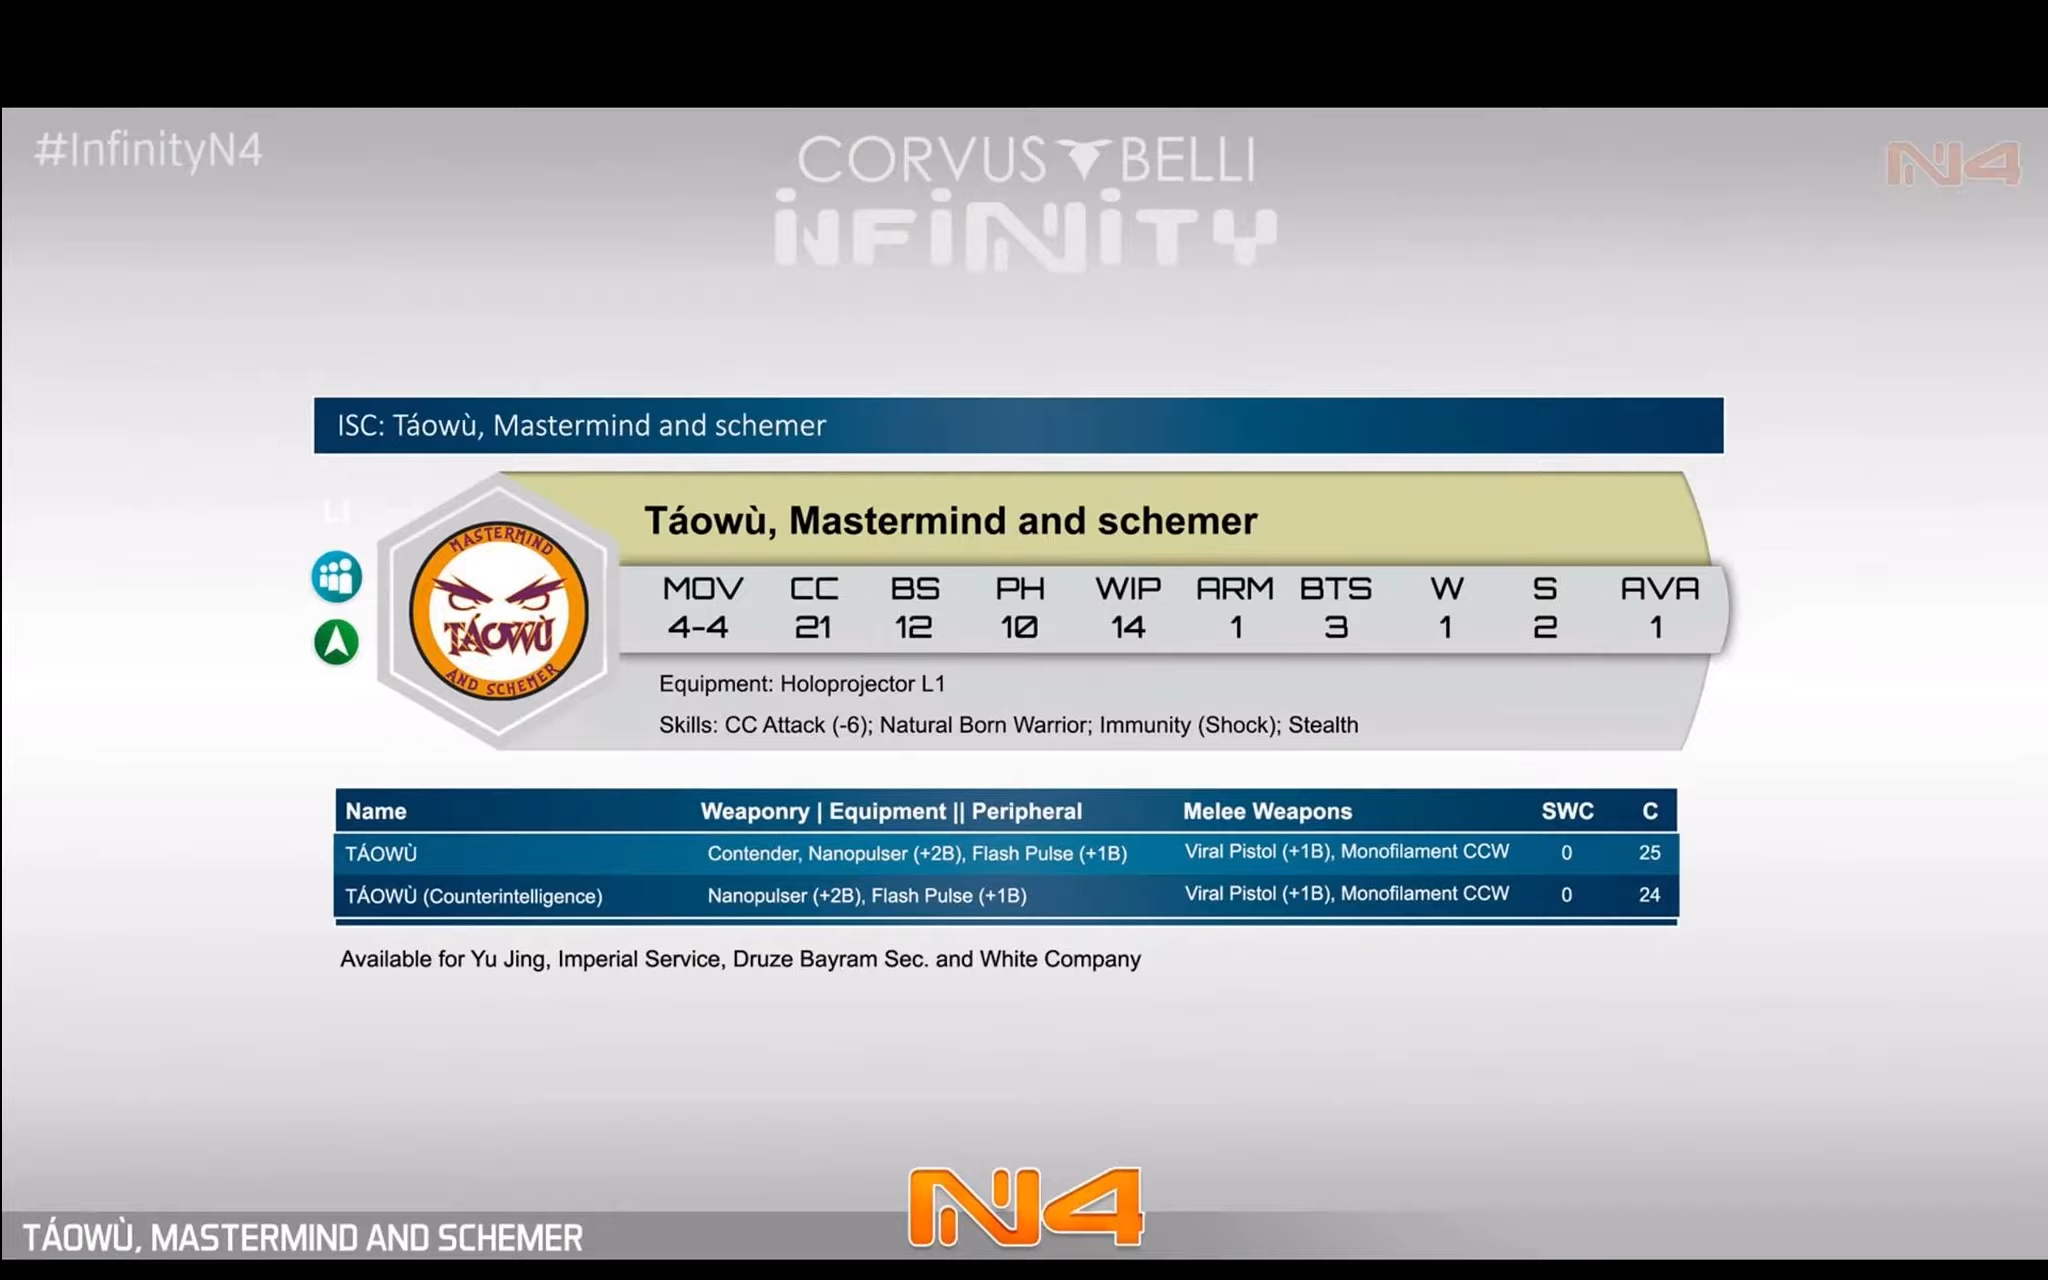 #InfinityN4
CORVUS BELLI
iNFiNiTY
N4
ISC: Táowù, Mastermind and schemer
LI
MASTERMIND
TÁOWÙ
AND SCHEMER
Táowù, Mastermind and schemer
MOV CC BS PH WIP ARM BTS W S AVA
4-4 21 12 10 14 1 3 1 2 1
Equipment: Holoprojector L1
Skills: CC Attack (-6); Natural Born Warrior; Immunity (Shock); Stealth
Name Weaponry | Equipment || Peripheral Melee Weapons SWC C
TÁOWÙ Contender, Nanopulser (+2B), Flash Pulse (+1B) Viral Pistol (+1B), Monofilament CCW 0 25
TÁOWÙ (Counterintelligence) Nanopulser (+2B), Flash Pulse (+1B) Viral Pistol (+1B), Monofilament CCW 0 24
Available for Yu Jing, Imperial Service, Druze Bayram Sec. and White Company
N4
TÁOWÙ, MASTERMIND AND SCHEMER